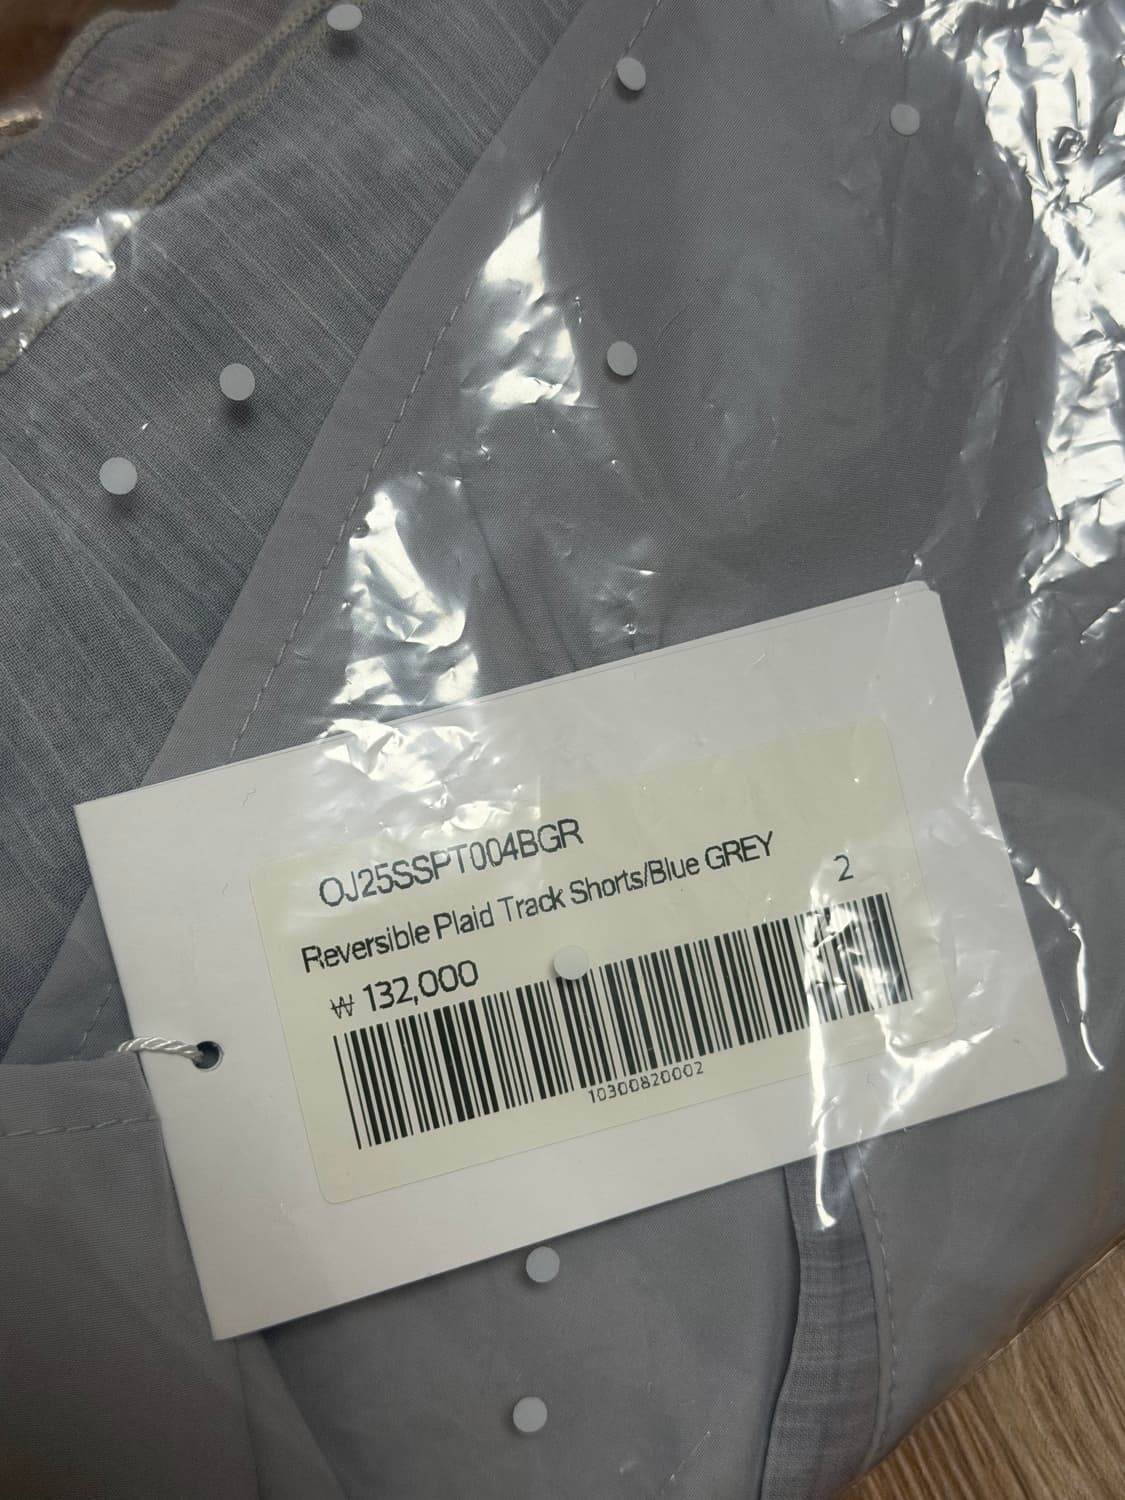 OJ25SSPT004BGR
Reversible Plaid Track Shorts/Blue GREY
2
₩ 132,000
10300820002